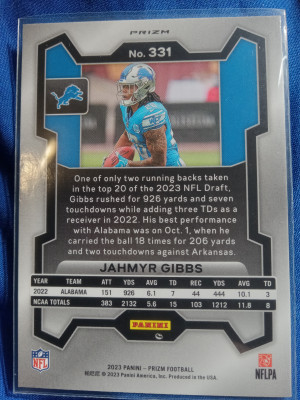 PRIZM
No. 331
One of only two running backs taken
in the top 20 of the 2023 NFL Draft,
Gibbs rushed for 926 yards and seven
touchdowns while adding three TDs as a
receiver in 2022. His best performance
with Alabama was on Oct. 1, when he
carried the ball 18 times for 206 yards
and two touchdowns against Arkansas.
JAHMYR GIBBS
YEAR TEAM ATT YDS AVG TD REC YDS AVG TD
2022 ALABAMA 151 926 6.1 7 44 444 10.1 3
NCAA TOTALS 383 2132 5.6 15 103 1212 11.8 8
PANINI
NFL
2023 PANINI – PRIZM FOOTBALL
© 2023 Panini America, Inc. Produced in the USA.
NFLPA